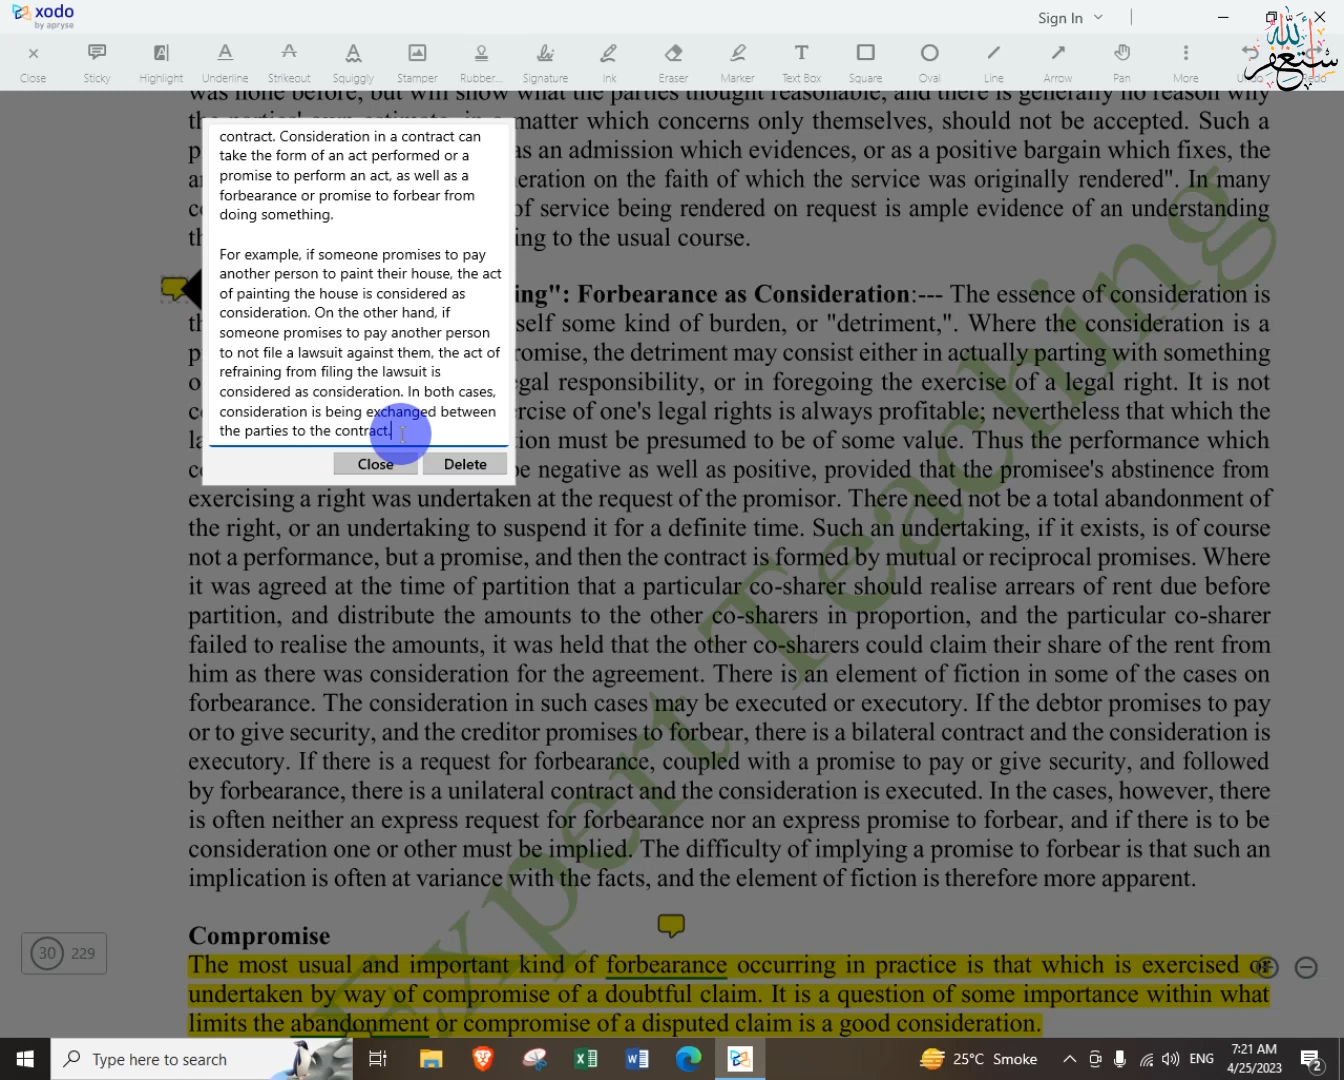 xodo
by apryse
Sign In
Close Sticky Highlight Underline Strikeout Squiggly Stamper Rubber... Signature Ink Eraser Marker Text Box Square Oval Line Arrow Pan More
was none before, but will show what the parties thought reasonable, and there is generally no reason why
matter which concerns only themselves, should not be accepted. Such a
as an admission which evidences, or as a positive bargain which fixes, the
eration on the faith of which the service was originally rendered". In many
of service being rendered on request is ample evidence of an understanding
ing to the usual course.
contract. Consideration in a contract can
take the form of an act performed or a
promise to perform an act, as well as a
forbearance or promise to forbear from
doing something.
For example, if someone promises to pay
another person to paint their house, the act
of painting the house is considered as
consideration. On the other hand, if
someone promises to pay another person
to not file a lawsuit against them, the act of
refraining from filing the lawsuit is
considered as consideration. In both cases,
consideration is being exchanged between
the parties to the contract.
Close Delete
ing": Forbearance as Consideration:--- The essence of consideration is
self some kind of burden, or "detriment,". Where the consideration is a
romise, the detriment may consist either in actually parting with something
gal responsibility, or in foregoing the exercise of a legal right. It is not
rcise of one's legal rights is always profitable; nevertheless that which the
ion must be presumed to be of some value. Thus the performance which
be negative as well as positive, provided that the promisee's abstinence from
exercising a right was undertaken at the request of the promisor. There need not be a total abandonment of
the right, or an undertaking to suspend it for a definite time. Such an undertaking, if it exists, is of course
not a performance, but a promise, and then the contract is formed by mutual or reciprocal promises. Where
it was agreed at the time of partition that a particular co-sharer should realise arrears of rent due before
partition, and distribute the amounts to the other co-sharers in proportion, and the particular co-sharer
failed to realise the amounts, it was held that the other co-sharers could claim their share of the rent from
him as there was consideration for the agreement. There is an element of fiction in some of the cases on
forbearance. The consideration in such cases may be executed or executory. If the debtor promises to pay
or to give security, and the creditor promises to forbear, there is a bilateral contract and the consideration is
executory. If there is a request for forbearance, coupled with a promise to pay or give security, and followed
by forbearance, there is a unilateral contract and the consideration is executed. In the cases, however, there
is often neither an express request for forbearance nor an express promise to forbear, and if there is to be
consideration one or other must be implied. The difficulty of implying a promise to forbear is that such an
implication is often at variance with the facts, and the element of fiction is therefore more apparent.
Compromise
The most usual and important kind of forbearance occurring in practice is that which is exercised or
undertaken by way of compromise of a doubtful claim. It is a question of some importance within what
limits the abandonment or compromise of a disputed claim is a good consideration.
Expert Teaching
30 229
Type here to search
25°C Smoke
ENG
7:21 AM
4/25/2023
2